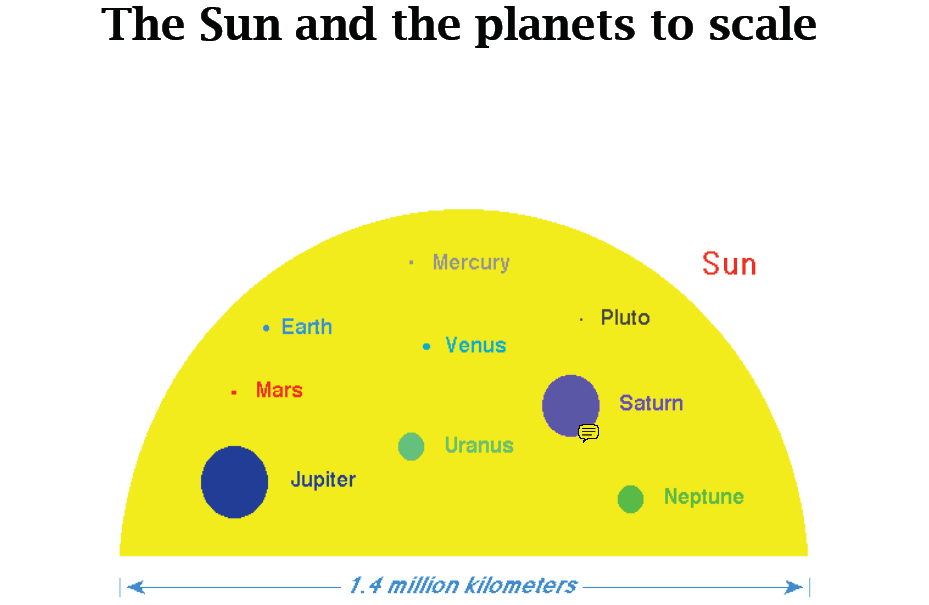 The Sun and the planets to scale
Sun
Mercury
Pluto
Earth
Venus
Mars
Saturn
Uranus
Jupiter
Neptune
1.4 million kilometers